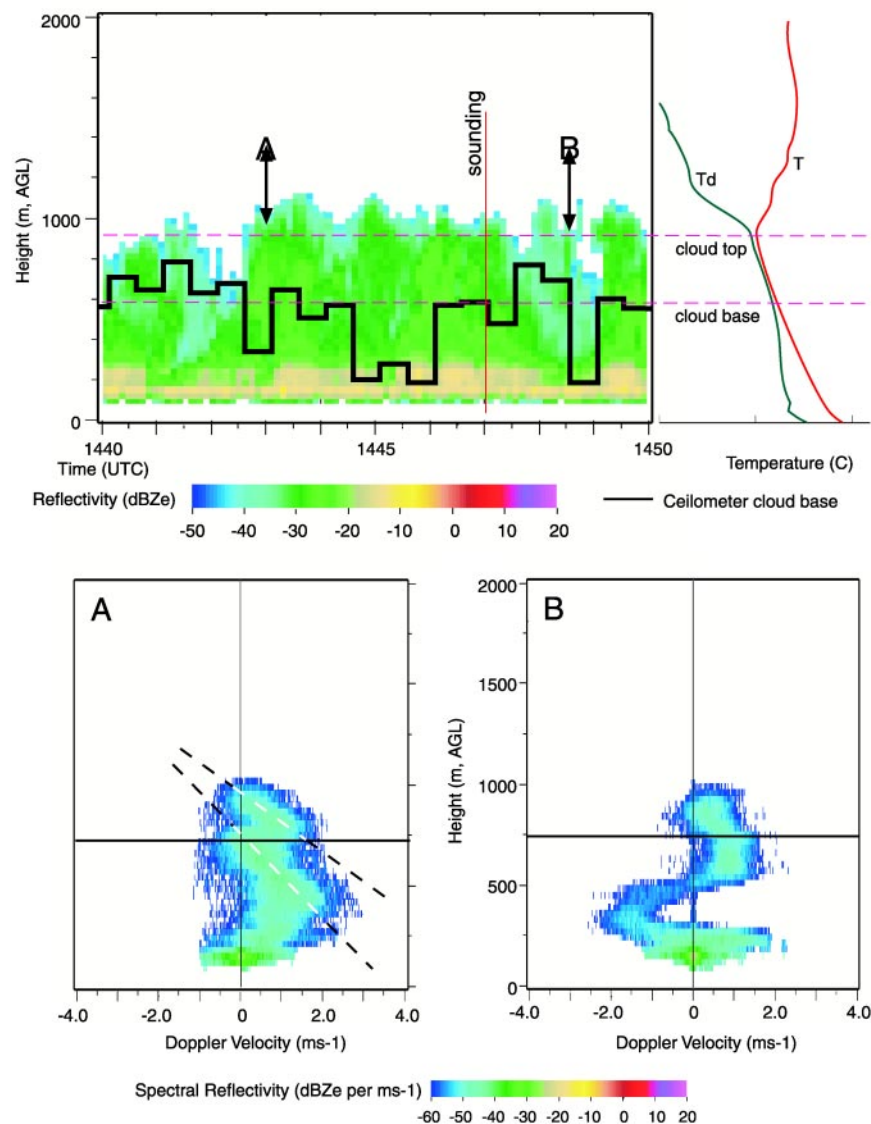 2000
1000
0
Height (m, AGL)
A
sounding
B
Td
T
cloud top
cloud base
1440
1445
1450
Time (UTC)
Temperature (C)
Reflectivity (dBZe)
-50 -40 -30 -20 -10 0 10 20
Ceilometer cloud base
A
-4.0 -2.0 0 2.0 4.0
Doppler Velocity (ms-1)
B
2000
1500
1000
500
0
Height (m, AGL)
-4.0 -2.0 0.0 2.0 4.0
Doppler Velocity (ms-1)
Spectral Reflectivity (dBZe per ms-1)
-60 -50 -40 -30 -20 -10 0 10 20